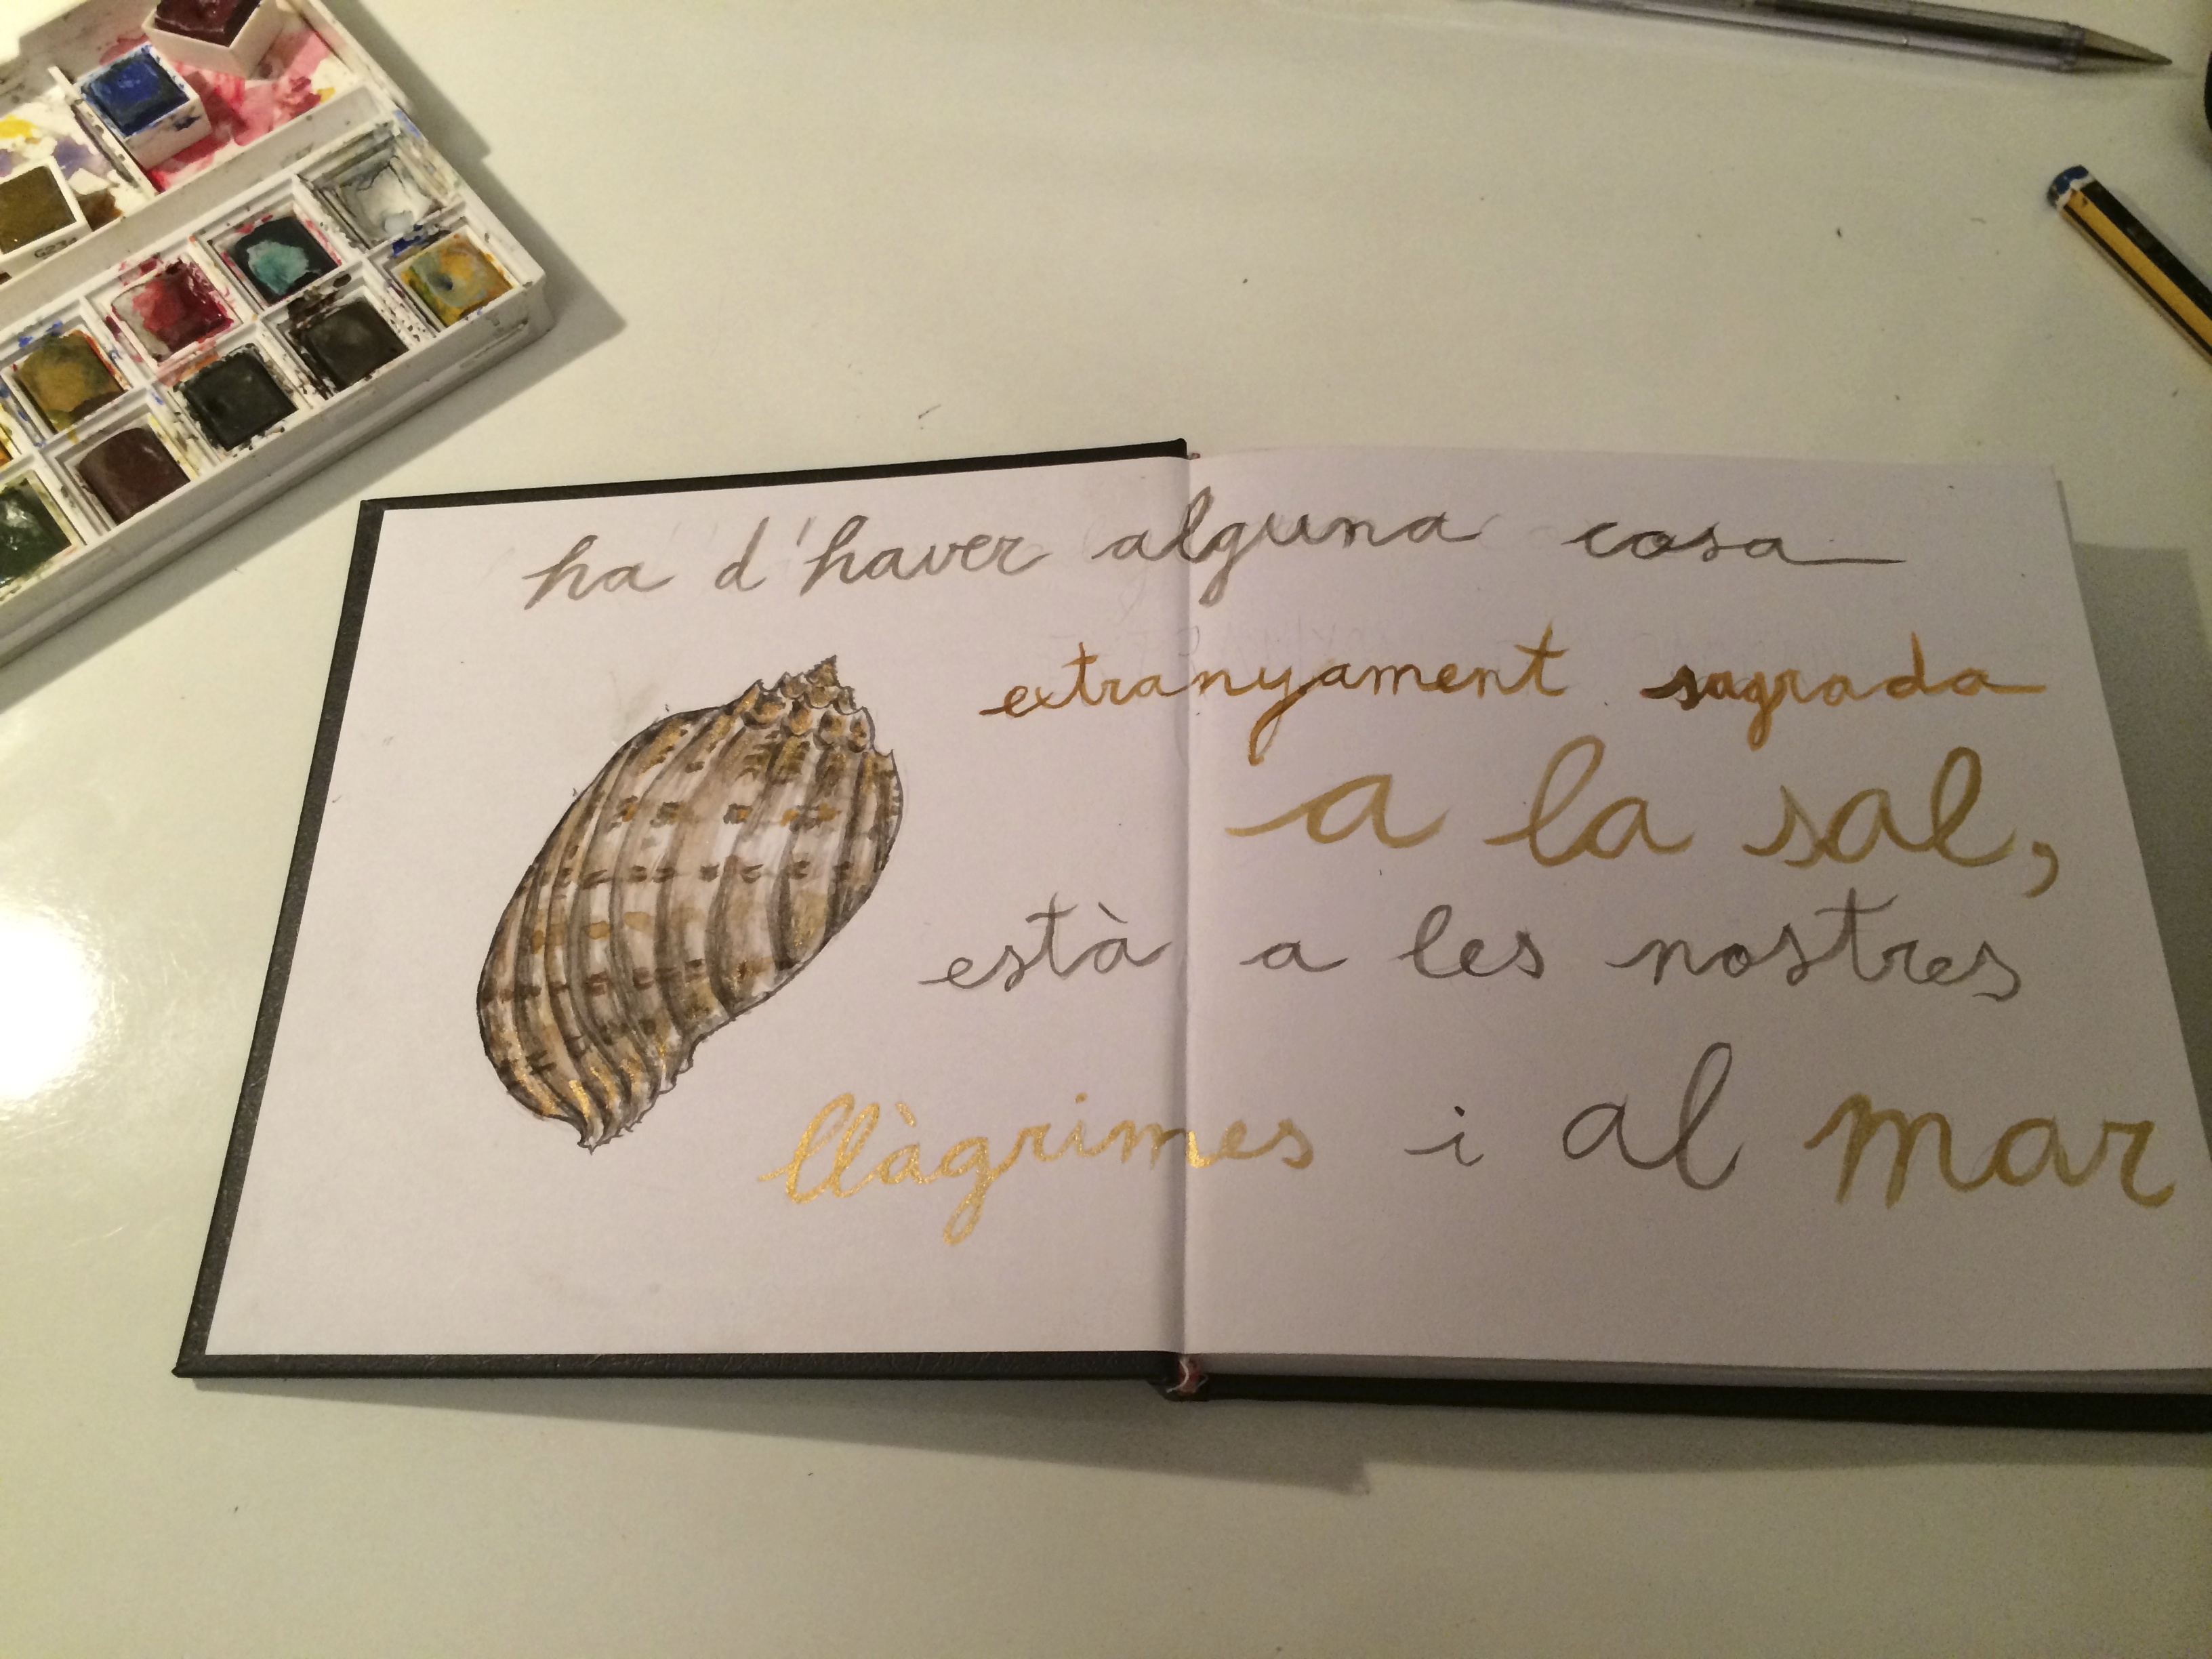 ha d'haver alguna cosa
extranyament sagrada
a la sal,
està a les nostres
llàgrimes i al mar